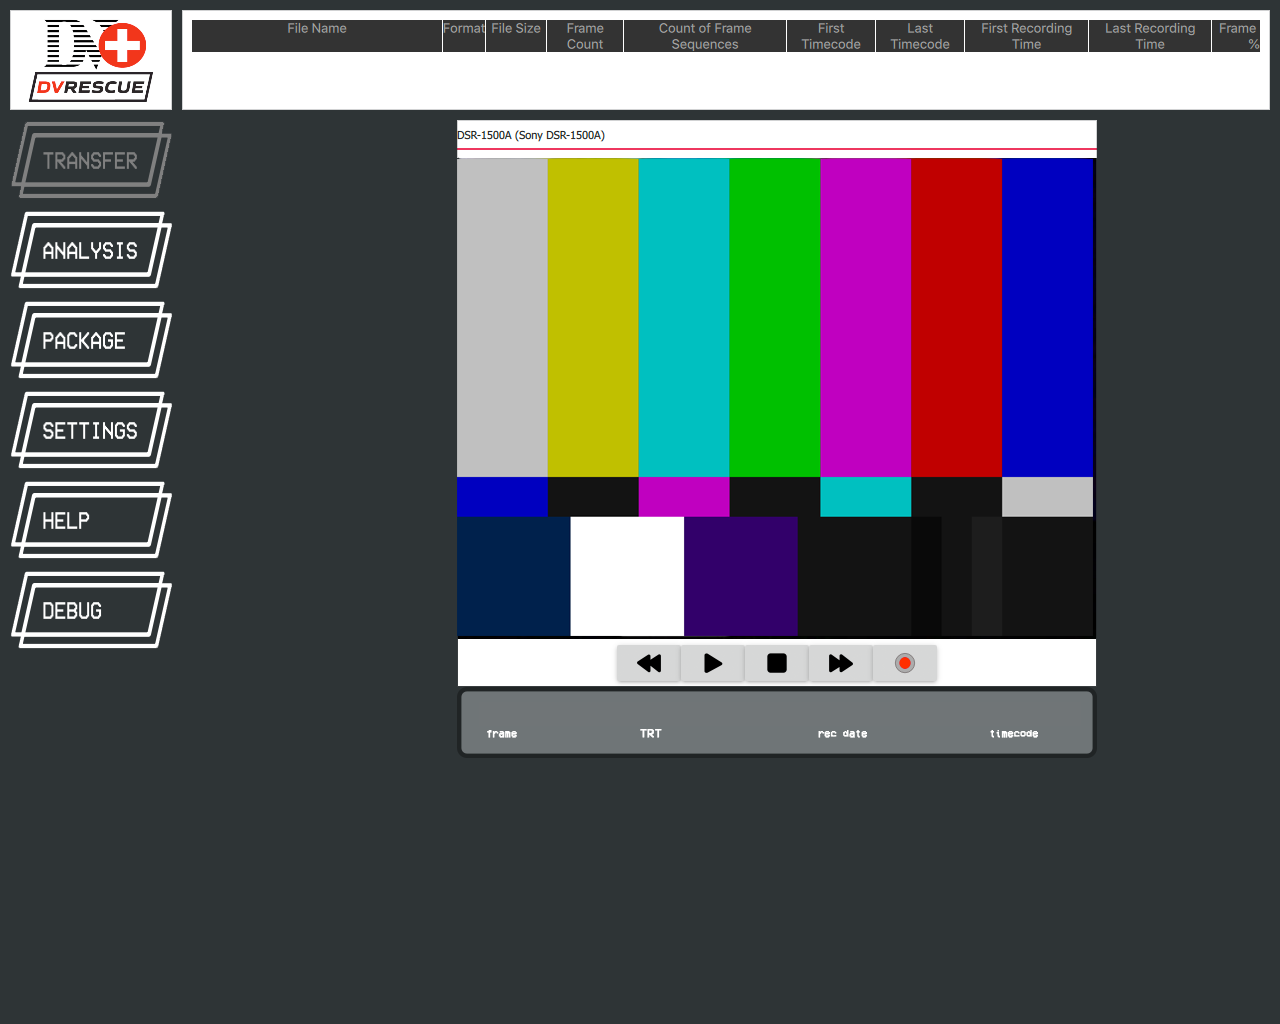 DV
DVRESCUE
File Name
Format
File Size
Frame
Count
Count of Frame
Sequences
First
Timecode
Last
Timecode
First Recording
Time
Last Recording
Time
Frame
%
TRANSFER
ANALYSIS
PACKAGE
SETTINGS
HELP
DEBUG
DSR-1500A (Sony DSR-1500A)
frame
TRT
rec date
timecode